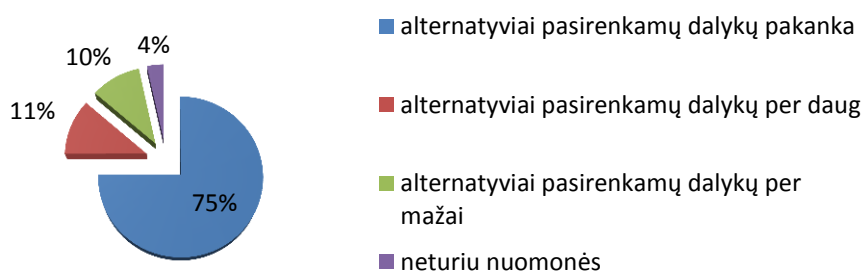 4%
10%
11%
75%
alternatyviai pasirenkamų dalykų pakanka
alternatyviai pasirenkamų dalykų per daug
alternatyviai pasirenkamų dalykų per
mažai
neturiu nuomonės